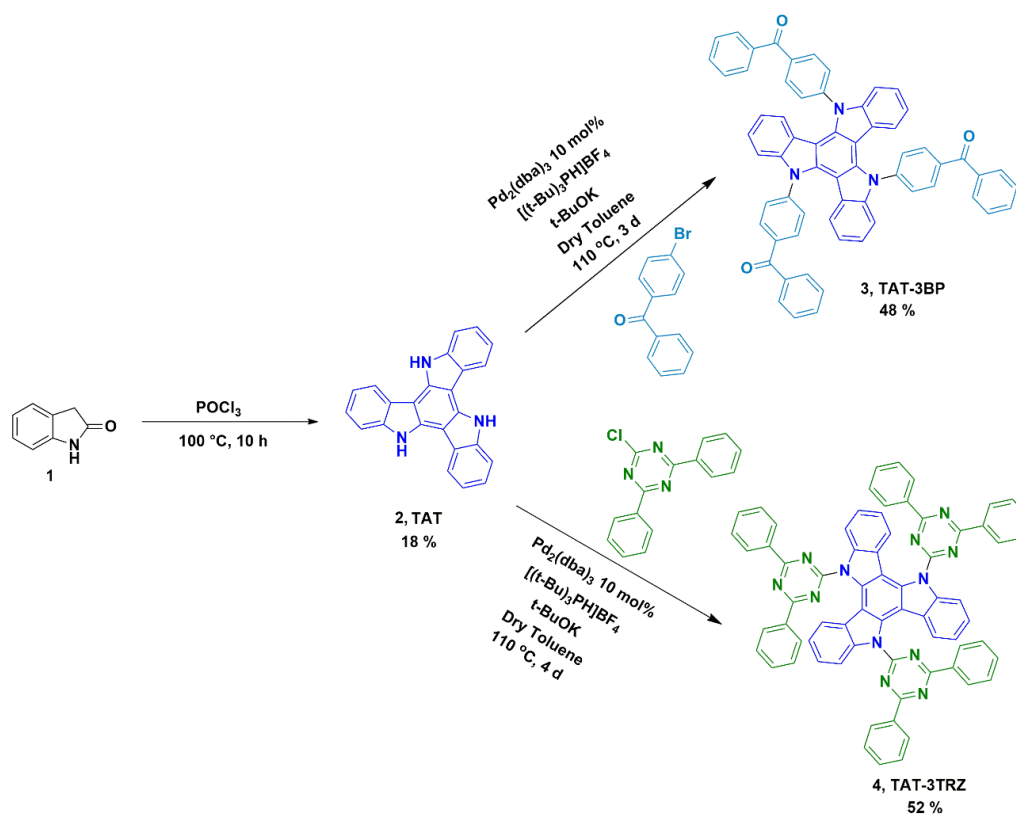 O
N
N
N
O
O
3, TAT-3BP
48 %
Pd2(dba)3 10 mol%
[(t-Bu)3PH]BF4
t-BuOK
Dry Toluene
110 °C, 3 d
Br
O
O
N
H
1
POCl3
100 °C, 10 h
HN
NH
N
H
2, TAT
18 %
Cl
N
N
N
Pd2(dba)3 10 mol%
[(t-Bu)3PH]BF4
t-BuOK
Dry Toluene
110 °C, 4 d
N
N
N
N
N
N
N
N
N
N
N
N
4, TAT-3TRZ
52 %